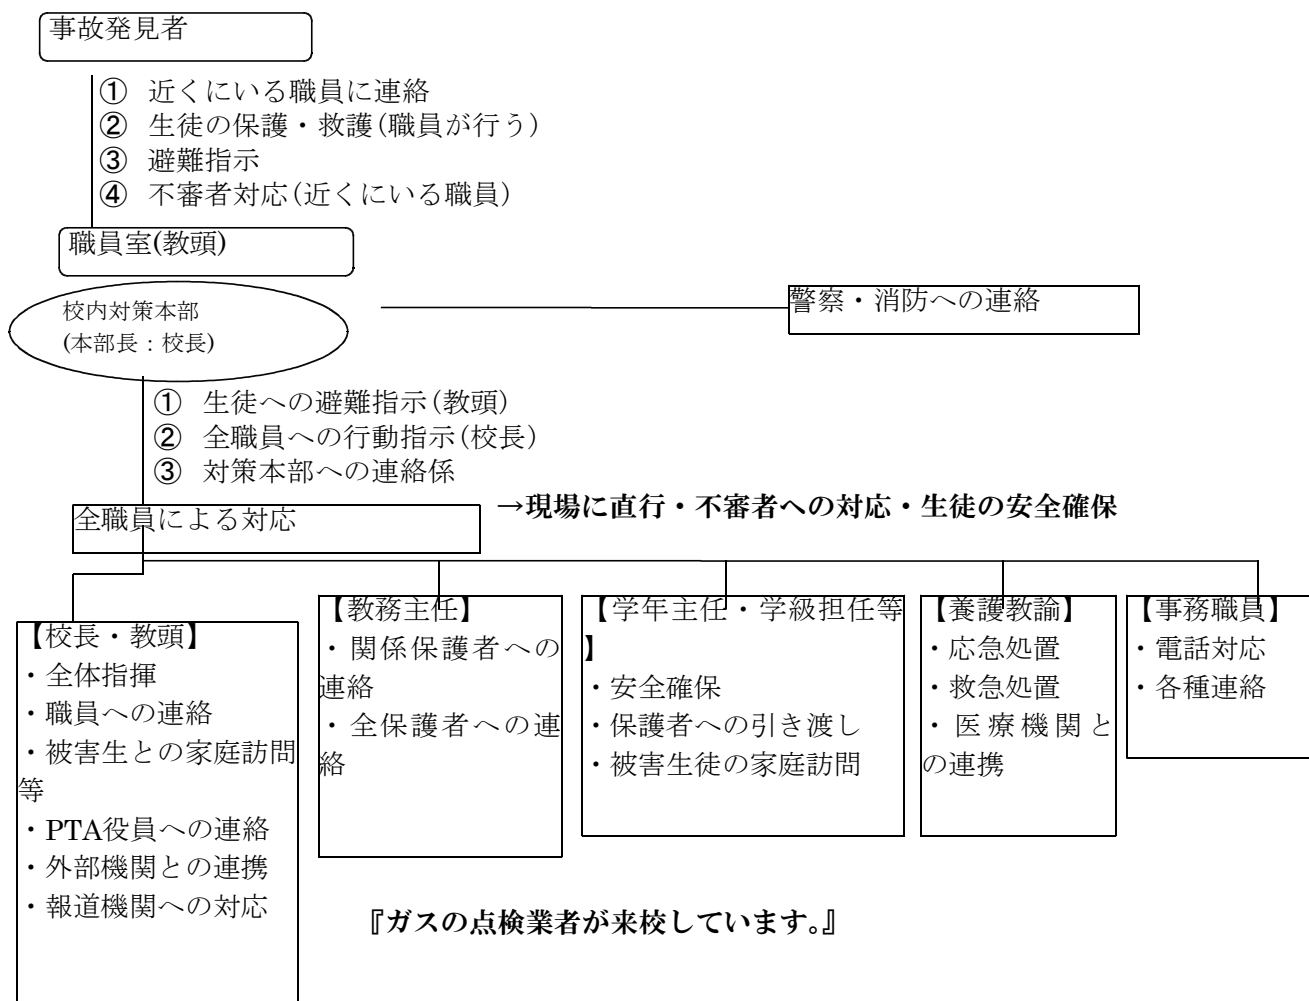 事故発見者
① 近くにいる職員に連絡
② 生徒の保護・救護(職員が行う)
③ 避難指示
④ 不審者対応(近くにいる職員)
職員室(教頭)
校内対策本部
(本部長：校長)
警察・消防への連絡
① 生徒への避難指示(教頭)
② 全職員への行動指示(校長)
③ 対策本部への連絡係
全職員による対応
→現場に直行・不審者への対応・生徒の安全確保
【校長・教頭】
・全体指揮
・職員への連絡
・被害生との家庭訪問
等
・PTA役員への連絡
・外部機関との連携
・報道機関への対応
【教務主任】
・関係保護者への
連絡
・全保護者への連
絡
【学年主任・学級担任等
】
・安全確保
・保護者への引き渡し
・被害生徒の家庭訪問
【養護教諭】
・応急処置
・救急処置
・医療機関と
の連携
【事務職員】
・電話対応
・各種連絡
『ガスの点検業者が来校しています。』